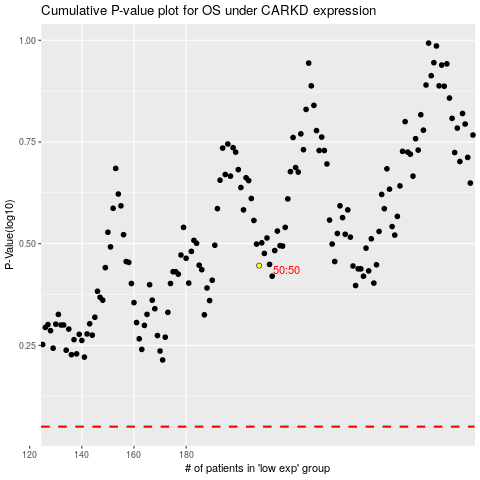 Cumulative P-value plot for OS under CARKD expression
P-Value(log10)
1.00
0.75
0.50
0.25
50:50
120 140 160 180
# of patients in 'low exp' group